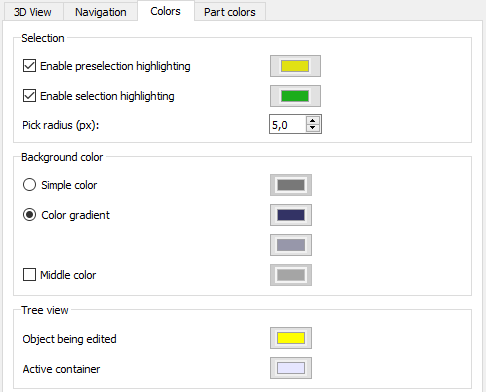 3D View Navigation Colors Part colors
Selection
Enable preselection highlighting
Enable selection highlighting
Pick radius (px): 5,0
Background color
Simple color
Color gradient
Middle color
Tree view
Object being edited
Active container